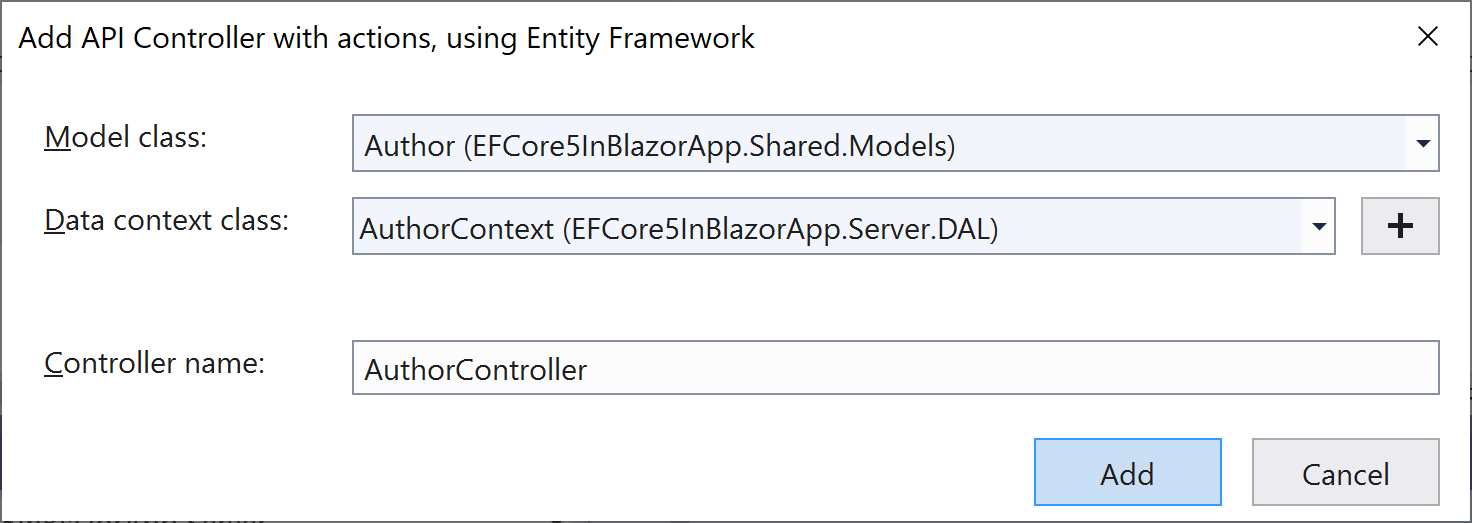 Add API Controller with actions, using Entity Framework
Model class:
Author (EFCore5InBlazorApp.Shared.Models)
Data context class:
AuthorContext (EFCore5InBlazorApp.Server.DAL)
Controller name:
AuthorController
Add
Cancel